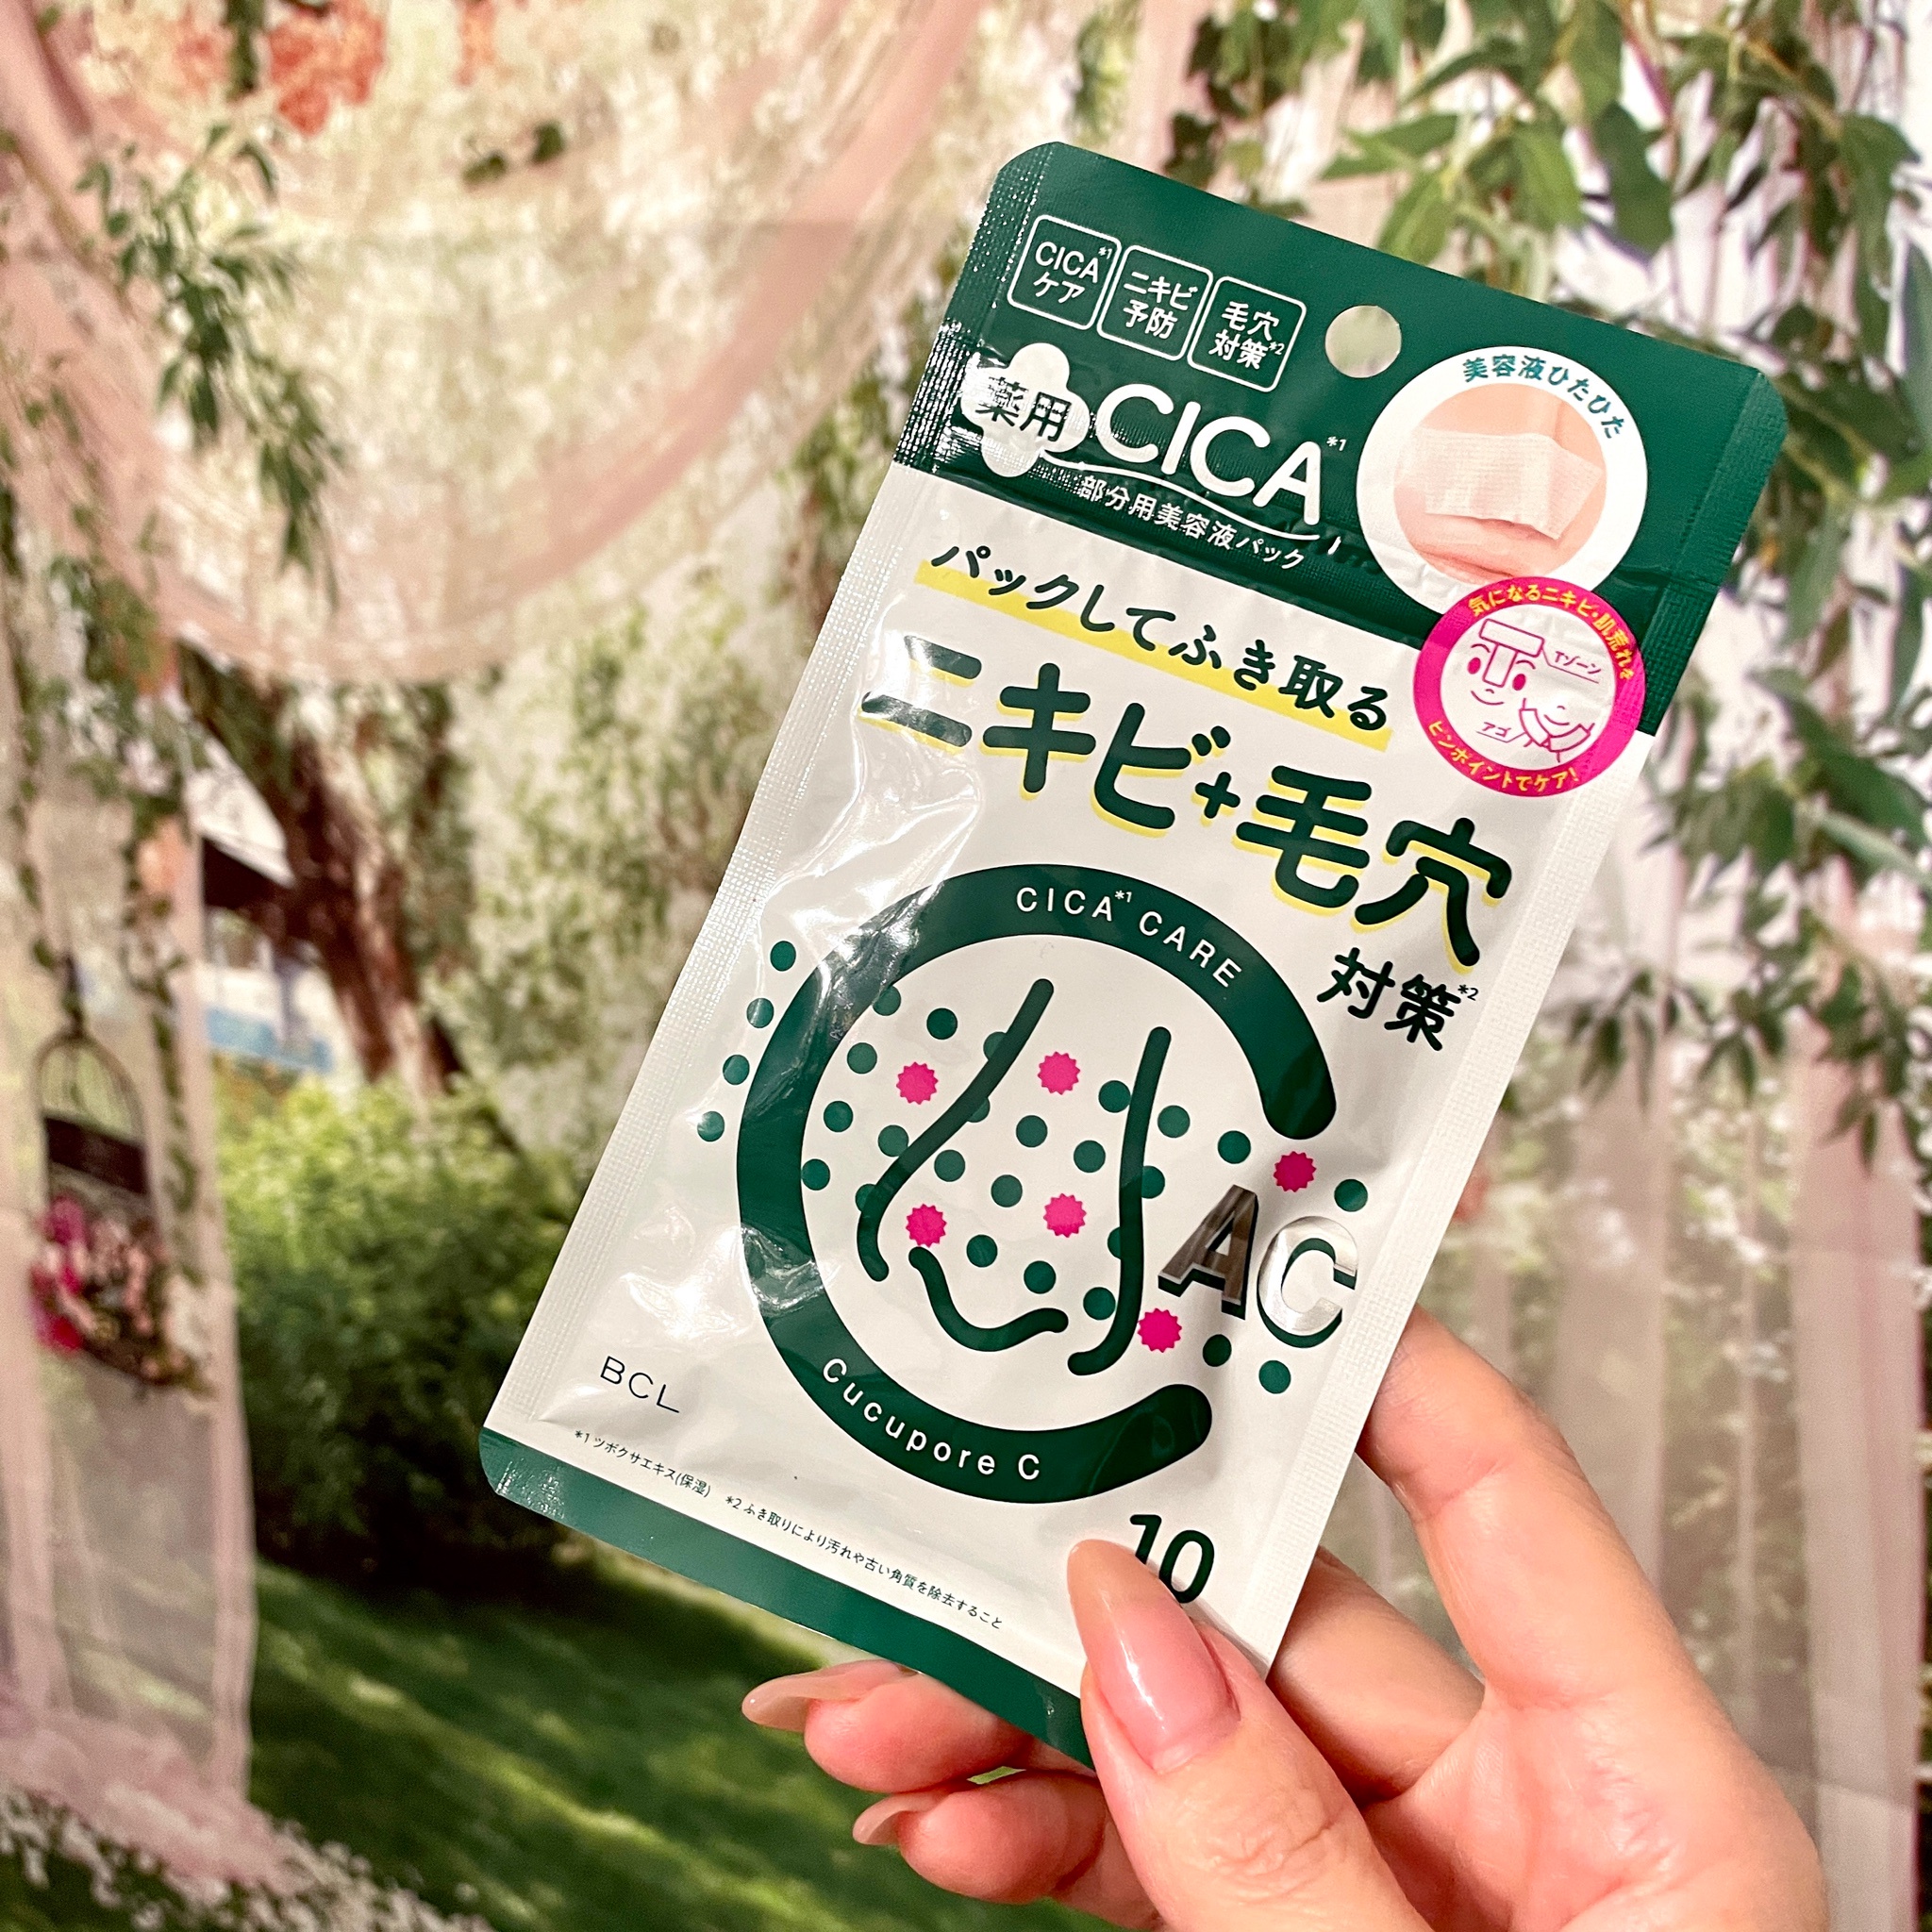 CICA*1
ケア
ニキビ
予防
毛穴
対策*2
薬用
CICA*1
部分用美容液パック
美容液ひたひた
パックしてふき取る
ニキビ+毛穴
対策*2
気になるニキビ・肌荒れを
Tゾーン
アゴ
ピンポイントでケア!
CICA*1 CARE
AC
Cucupore C
BCL
*1 ツボクサエキス(保湿) *2 ふき取りにより汚れや古い角質を除去すること
10